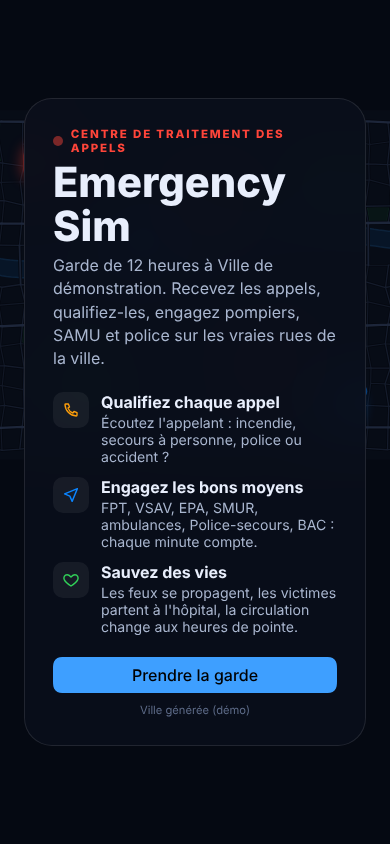 CENTRE DE TRAITEMENT DES
APPELS
Emergency
Sim
Garde de 12 heures à Ville de
démonstration. Recevez les appels,
qualifiez-les, engagez pompiers,
SAMU et police sur les vraies rues de
la ville.
Qualifiez chaque appel
Écoutez l'appelant : incendie,
secours à personne, police ou
accident ?
Engagez les bons moyens
FPT, VSAV, EPA, SMUR,
ambulances, Police-secours, BAC :
chaque minute compte.
Sauvez des vies
Les feux se propagent, les victimes
partent à l'hôpital, la circulation
change aux heures de pointe.
Prendre la garde
Ville générée (démo)